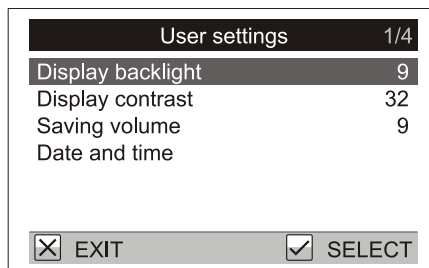 User settings 1/4
Display backlight 9
Display contrast 32
Saving volume 9
Date and time
EXIT SELECT